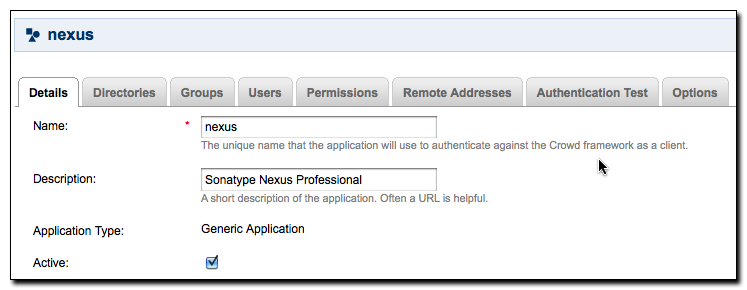 nexus
Details Directories Groups Users Permissions Remote Addresses Authentication Test Options
Name: * nexus
The unique name that the application will use to authenticate against the Crowd framework as a client.
Description: Sonatype Nexus Professional
A short description of the application. Often a URL is helpful.
Application Type: Generic Application
Active: